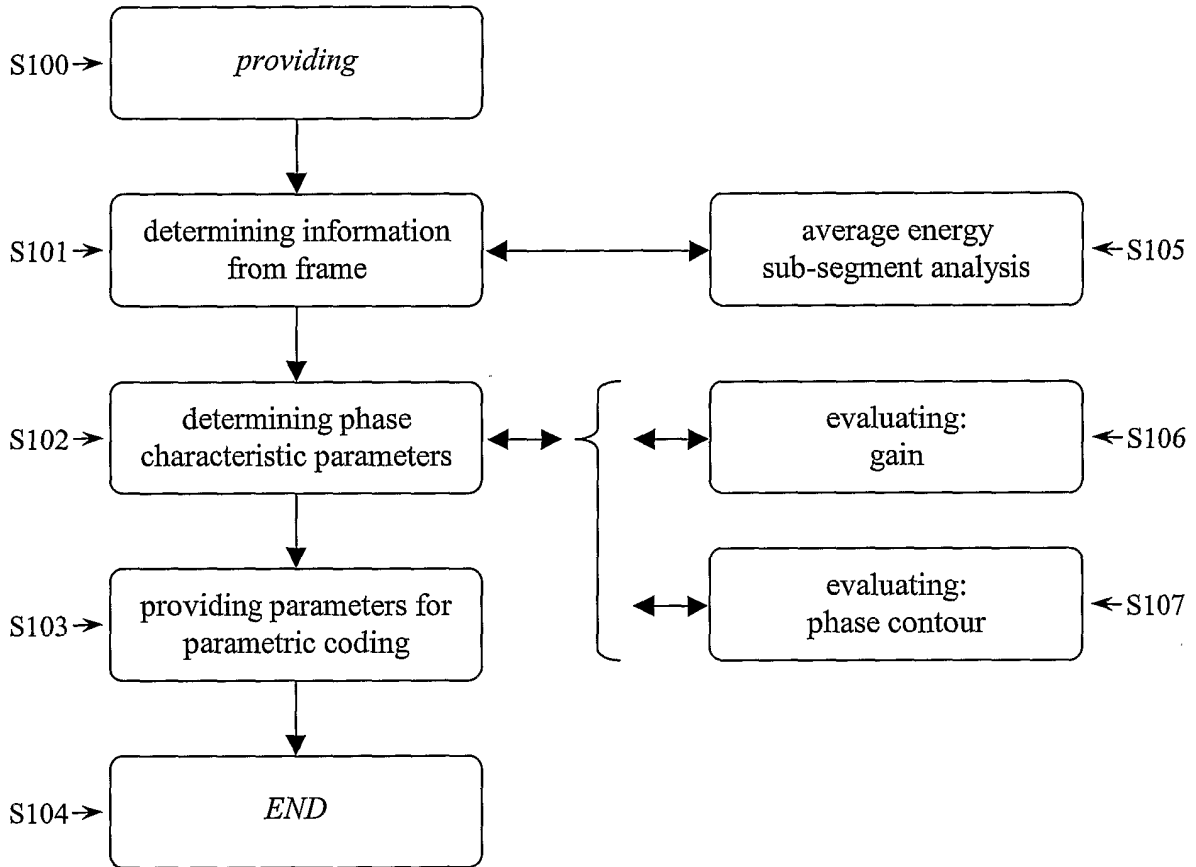 S100
providing
S101
determining information
from frame
average energy
sub-segment analysis
S105
S102
determining phase
characteristic parameters
evaluating:
gain
S106
S103
providing parameters for
parametric coding
evaluating:
phase contour
S107
S104
END